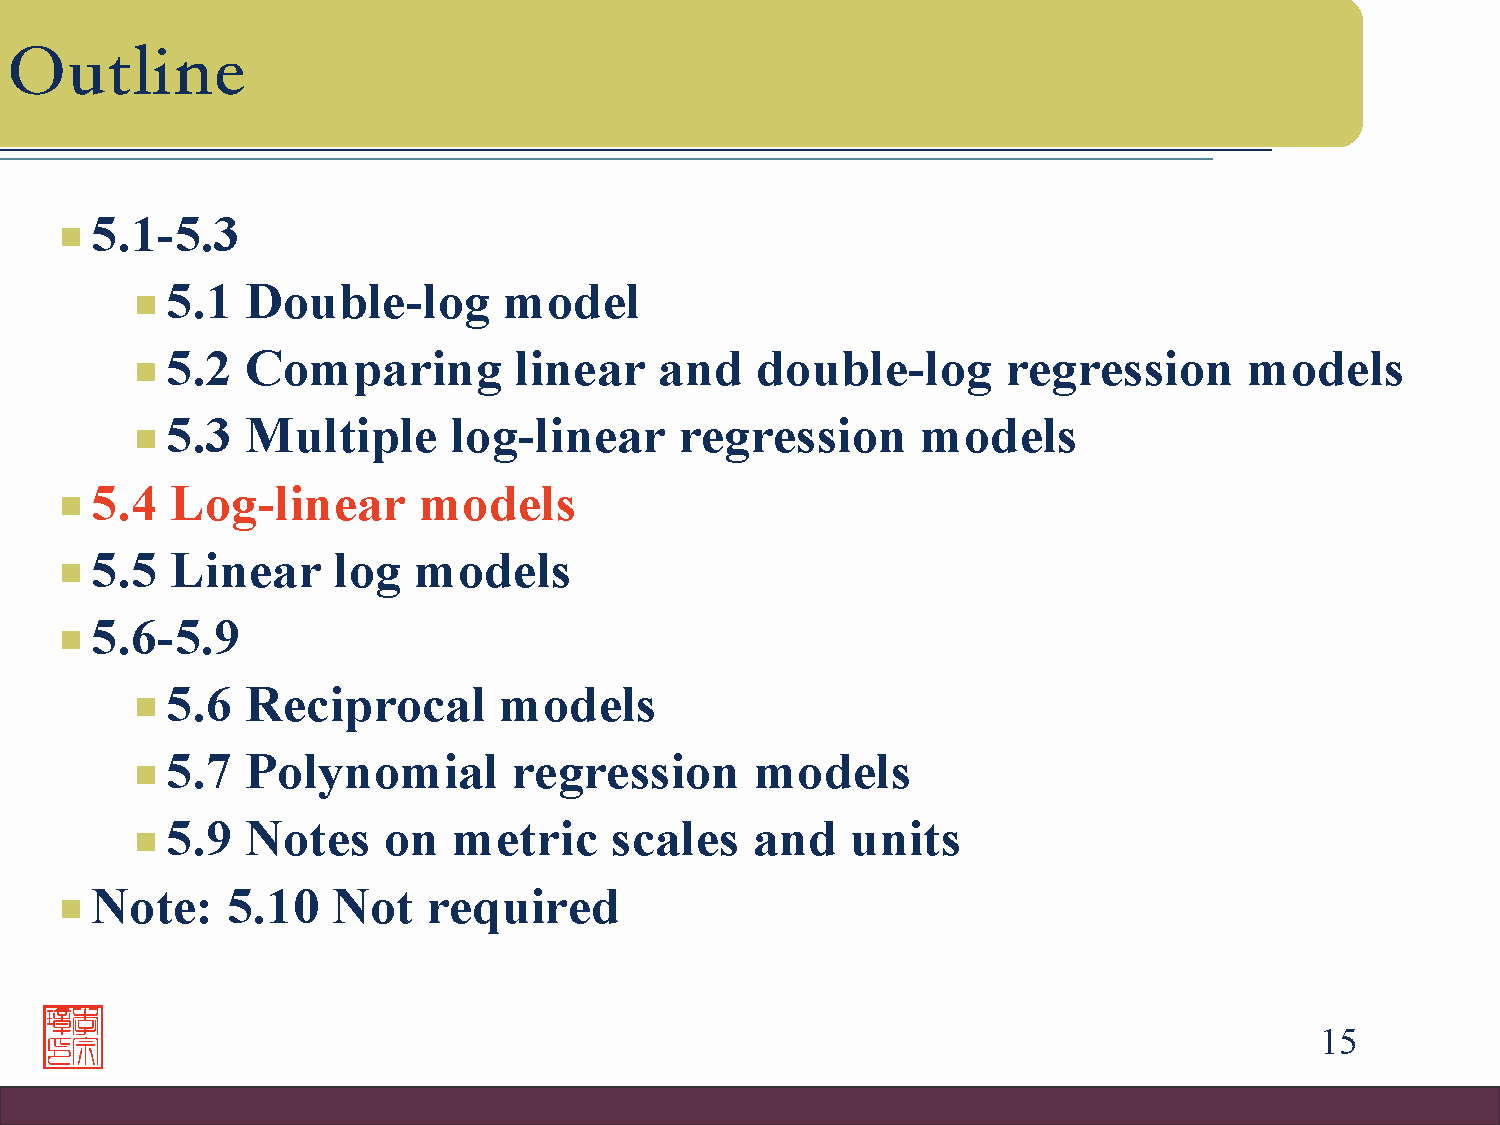 Outline
5.1-5.3
5.1 Double-log model
5.2 Comparing linear and double-log regression models
5.3 Multiple log-linear regression models
5.4 Log-linear models
5.5 Linear log models
5.6-5.9
5.6 Reciprocal models
5.7 Polynomial regression models
5.9 Notes on metric scales and units
Note: 5.10 Not required
15